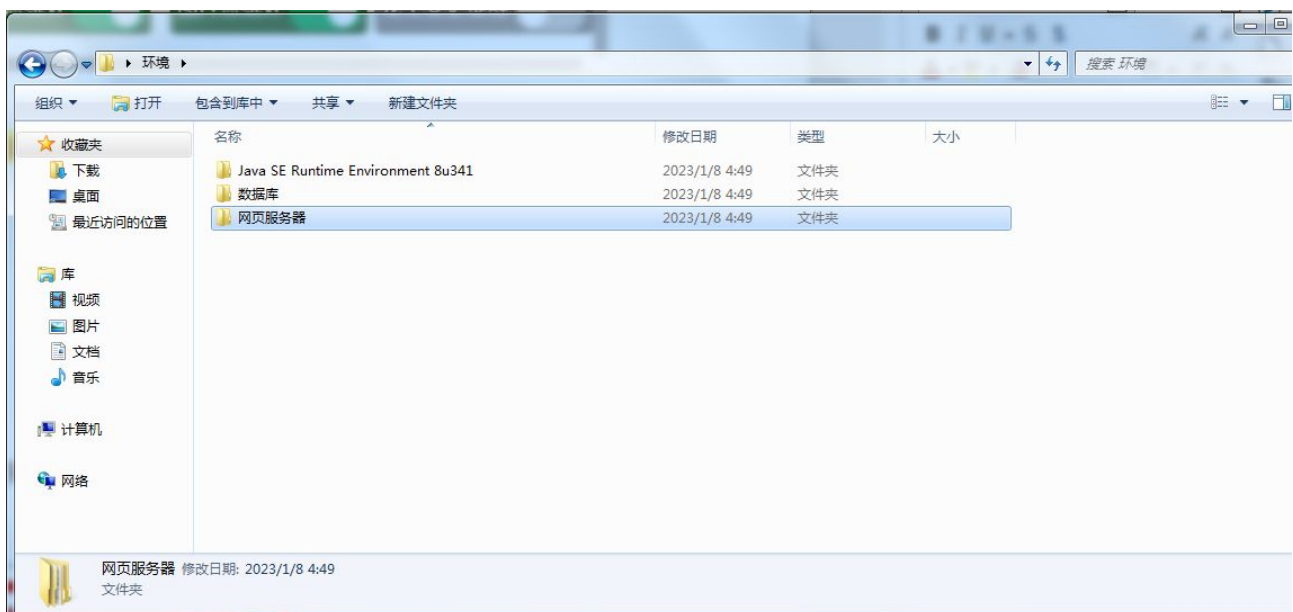 B I U S S
环境
搜索 环境
组织 打开 包含到库中 共享 新建文件夹
收藏夹
下载
桌面
最近访问的位置
库
视频
图片
文档
音乐
计算机
网络
名称 修改日期 类型 大小
Java SE Runtime Environment 8u341 2023/1/8 4:49 文件夹
数据库 2023/1/8 4:49 文件夹
网页服务器 2023/1/8 4:49 文件夹
网页服务器 修改日期: 2023/1/8 4:49
文件夹